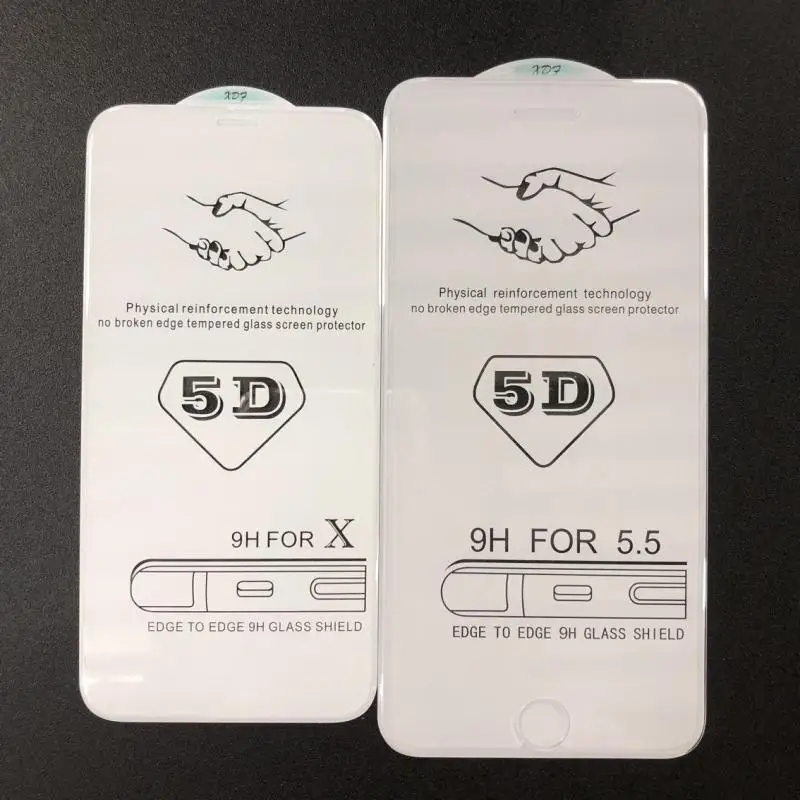 XDF
Physical reinforcement technology
no broken edge tempered glass screen protector
5D
9H FOR X
EDGE TO EDGE 9H GLASS SHIELD
XDF
Physical reinforcement technology
no broken edge tempered glass screen protector
5D
9H FOR 5.5
EDGE TO EDGE 9H GLASS SHIELD